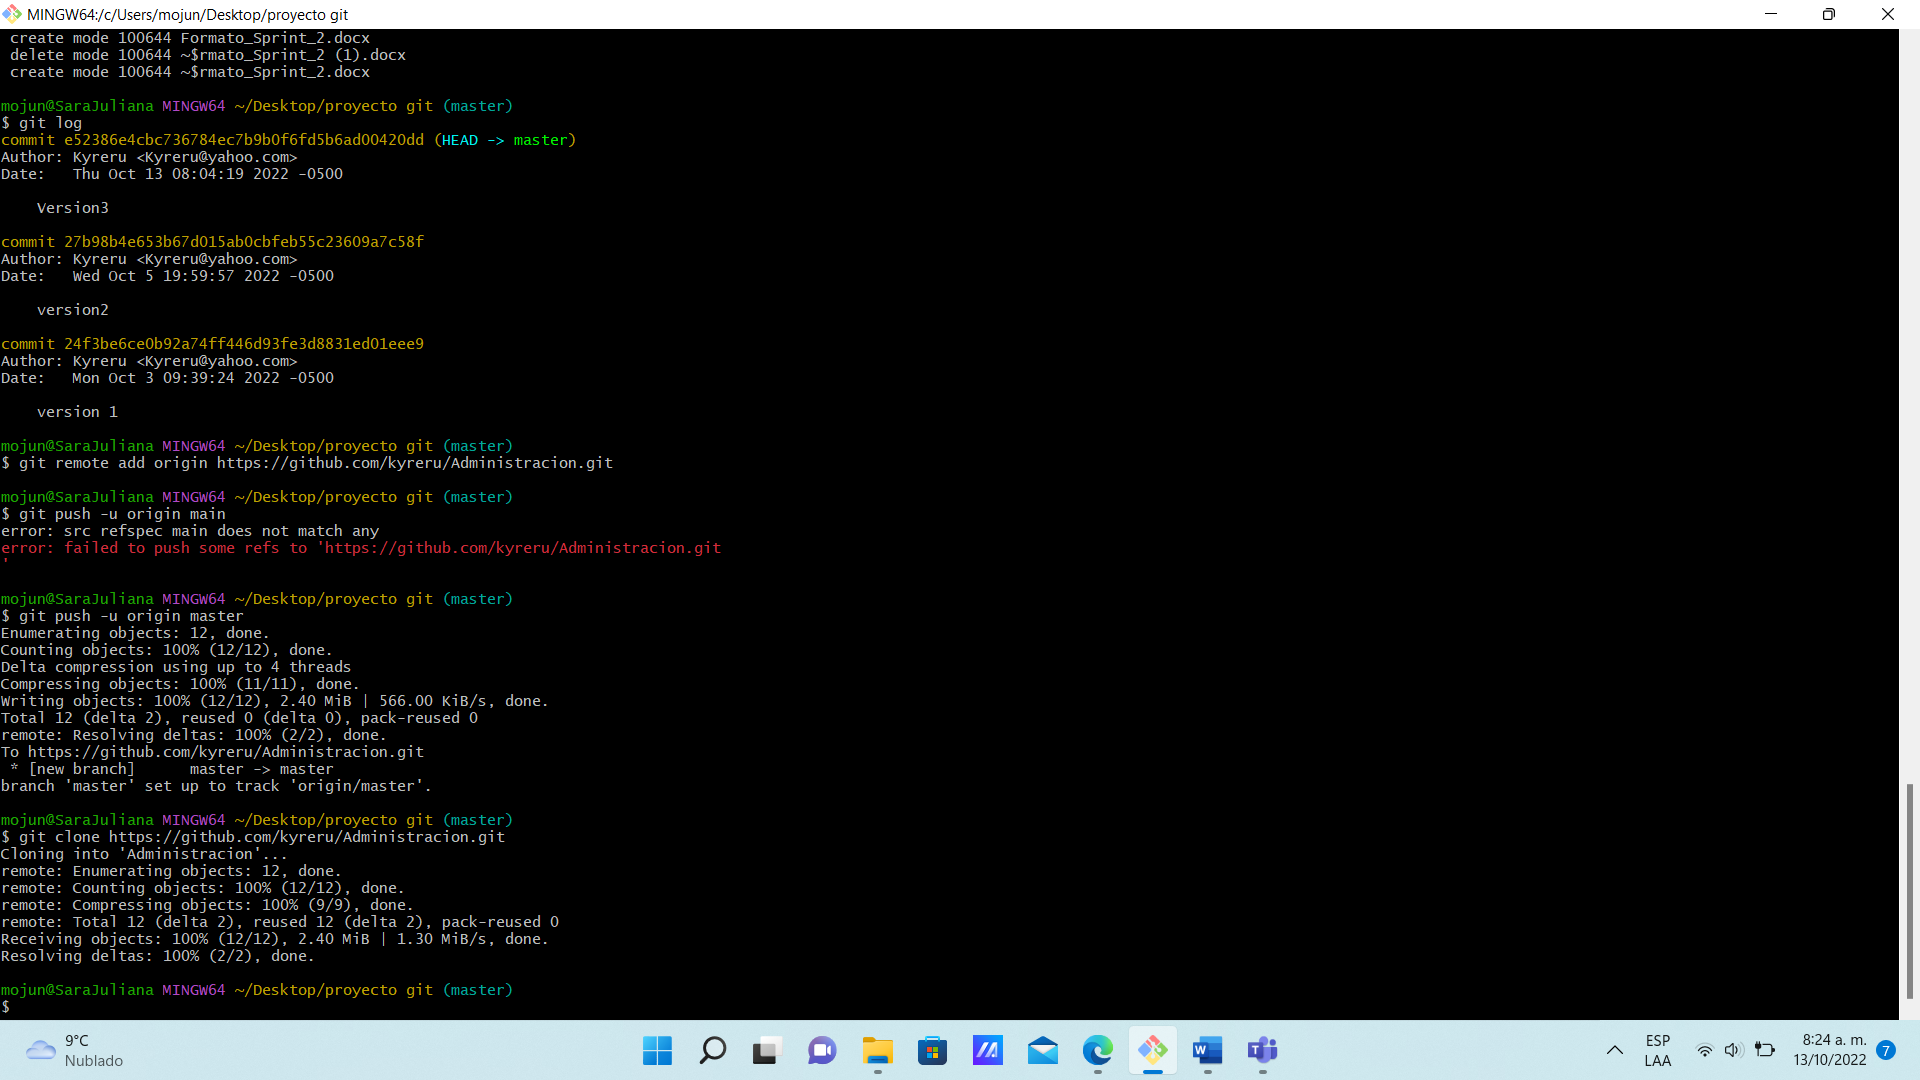 MINGW64:/c/Users/mojun/Desktop/proyecto git
create mode 100644 Formato_Sprint_2.docx
delete mode 100644 ~$rmato_Sprint_2 (1).docx
create mode 100644 ~$rmato_Sprint_2.docx
mojun@SaraJuliana MINGW64 ~/Desktop/proyecto git (master)
$ git log
commit e52386e4cbc736784ec7b9b0f6fd5b6ad00420dd (HEAD -> master)
Author: Kyreru <Kyreru@yahoo.com>
Date:   Thu Oct 13 08:04:19 2022 -0500
Version3
commit 27b98b4e653b67d015ab0cbfeb55c23609a7c58f
Author: Kyreru <Kyreru@yahoo.com>
Date:   Wed Oct 5 19:59:57 2022 -0500
version2
commit 24f3be6ce0b92a74ff446d93fe3d8831ed01eee9
Author: Kyreru <Kyreru@yahoo.com>
Date:   Mon Oct 3 09:39:24 2022 -0500
version 1
mojun@SaraJuliana MINGW64 ~/Desktop/proyecto git (master)
$ git remote add origin https://github.com/kyreru/Administracion.git
mojun@SaraJuliana MINGW64 ~/Desktop/proyecto git (master)
$ git push -u origin main
error: src refspec main does not match any
error: failed to push some refs to 'https://github.com/kyreru/Administracion.git
'
mojun@SaraJuliana MINGW64 ~/Desktop/proyecto git (master)
$ git push -u origin master
Enumerating objects: 12, done.
Counting objects: 100% (12/12), done.
Delta compression using up to 4 threads
Compressing objects: 100% (11/11), done.
Writing objects: 100% (12/12), 2.40 MiB | 566.00 KiB/s, done.
Total 12 (delta 2), reused 0 (delta 0), pack-reused 0
remote: Resolving deltas: 100% (2/2), done.
To https://github.com/kyreru/Administracion.git
* [new branch]      master -> master
branch 'master' set up to track 'origin/master'.
mojun@SaraJuliana MINGW64 ~/Desktop/proyecto git (master)
$ git clone https://github.com/kyreru/Administracion.git
Cloning into 'Administracion'...
remote: Enumerating objects: 12, done.
remote: Counting objects: 100% (12/12), done.
remote: Compressing objects: 100% (9/9), done.
remote: Total 12 (delta 2), reused 12 (delta 2), pack-reused 0
Receiving objects: 100% (12/12), 2.40 MiB | 1.30 MiB/s, done.
Resolving deltas: 100% (2/2), done.
mojun@SaraJuliana MINGW64 ~/Desktop/proyecto git (master)
$
9°C
Nublado
ESP
LAA
8:24 a. m.
13/10/2022
7